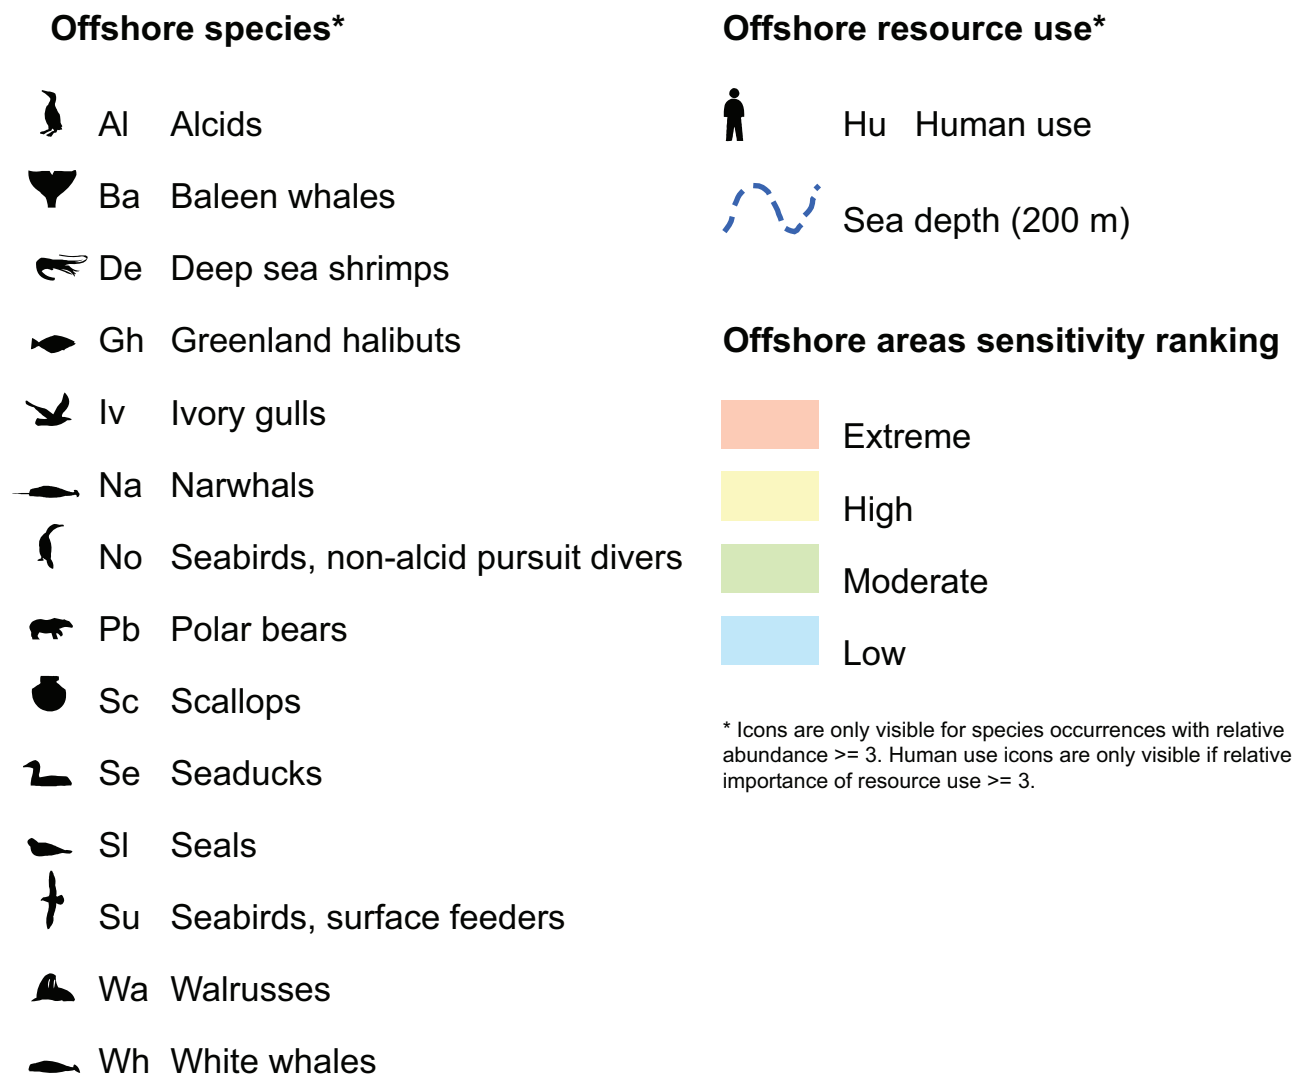 Offshore species*
Al Alcids
Ba Baleen whales
De Deep sea shrimps
Gh Greenland halibuts
Iv Ivory gulls
Na Narwhals
No Seabirds, non-alcid pursuit divers
Pb Polar bears
Sc Scallops
Se Seaducks
Sl Seals
Su Seabirds, surface feeders
Wa Walrusses
Wh White whales
Offshore resource use*
Hu Human use
Sea depth (200 m)
Offshore areas sensitivity ranking
Extreme
High
Moderate
Low
* Icons are only visible for species occurrences with relative
abundance >= 3. Human use icons are only visible if relative
importance of resource use >= 3.